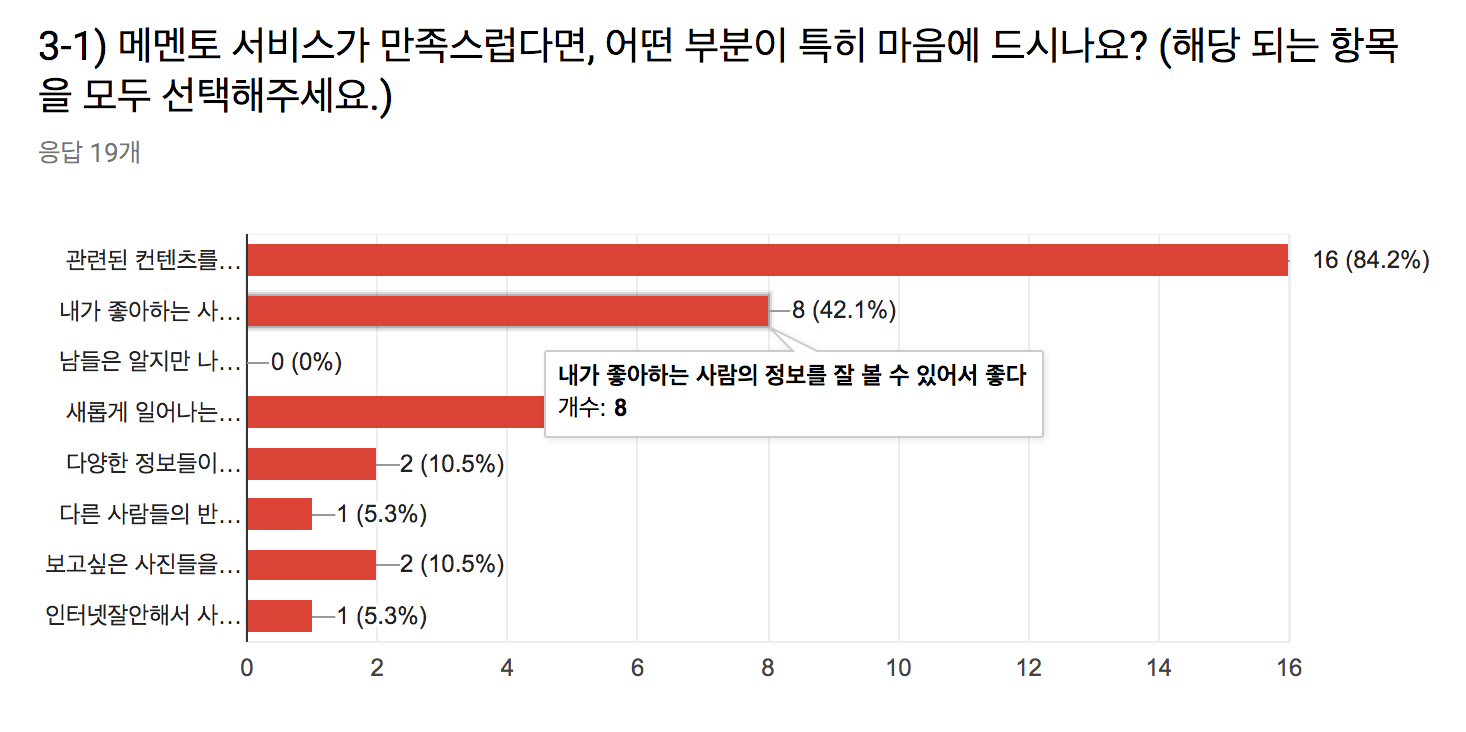 3-1) 메멘토 서비스가 만족스럽다면, 어떤 부분이 특히 마음에 드시나요? (해당 되는 항목
을 모두 선택해주세요.)
응답 19개
관련된 컨텐츠를... 16 (84.2%)
내가 좋아하는 사... 8 (42.1%)
남들은 알지만 나... 0 (0%)
내가 좋아하는 사람의 정보를 잘 볼 수 있어서 좋다
개수: 8
새롭게 일어나는...
다양한 정보들이... 2 (10.5%)
다른 사람들의 반... 1 (5.3%)
보고싶은 사진들을... 2 (10.5%)
인터넷잘안해서 사... 1 (5.3%)
0 2 4 6 8 10 12 14 16